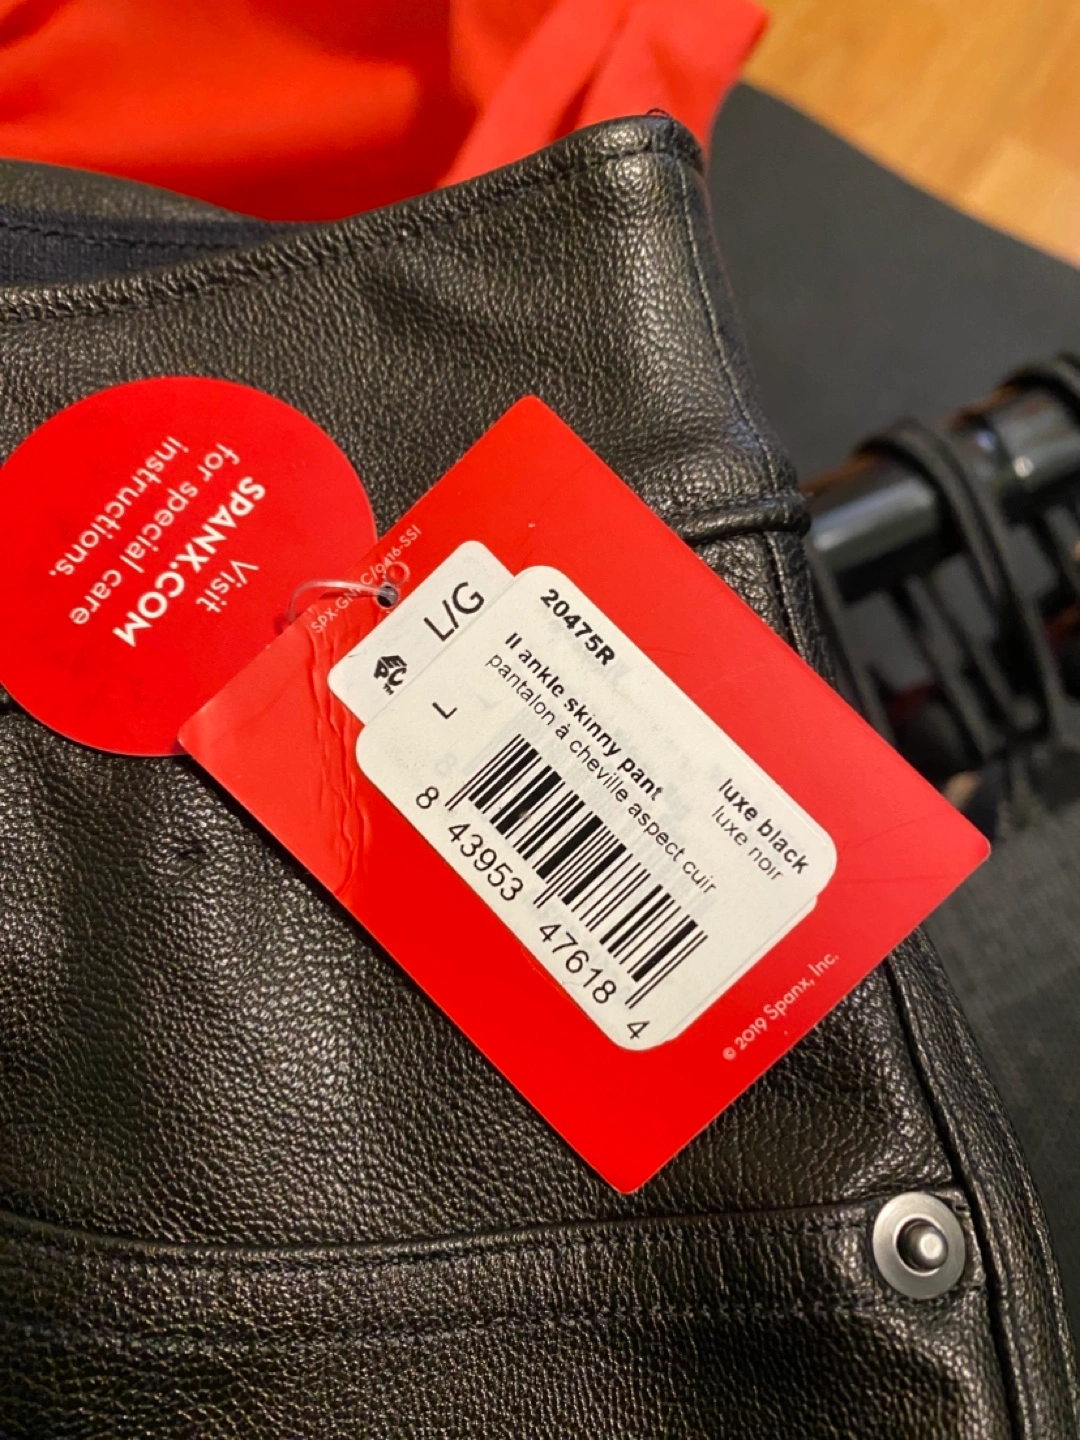 Visit
SPANX.COM
for special care
instructions.
L/G
20475R
ll ankle skinny pant
pantalon à cheville aspect cuir
luxe black
luxe noir
L
8 43953 47618 4
© 2019 Spanx, Inc.